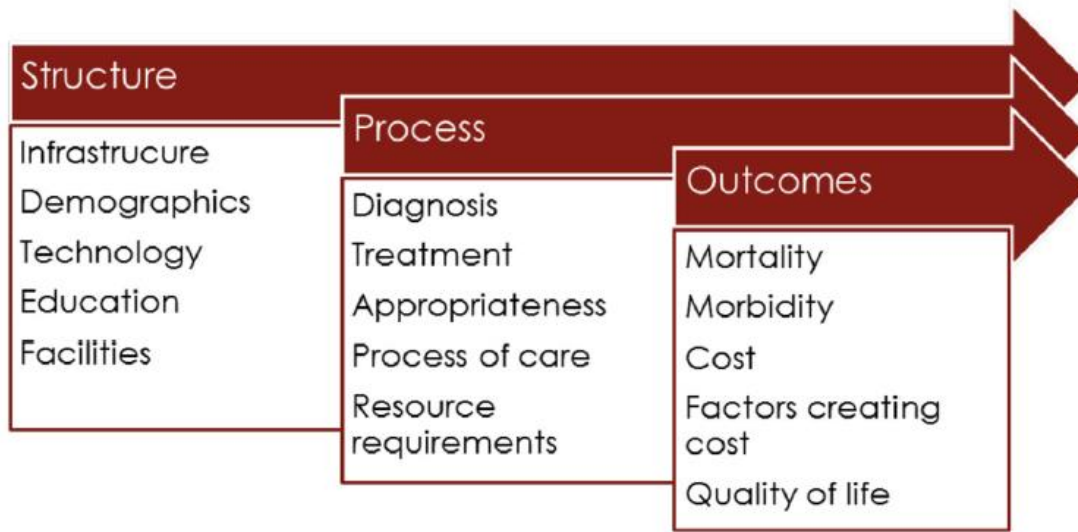 Structure
Infrastrucure
Demographics
Technology
Education
Facilities
Process
Diagnosis
Treatment
Appropriateness
Process of care
Resource
requirements
Outcomes
Mortality
Morbidity
Cost
Factors creating
cost
Quality of life